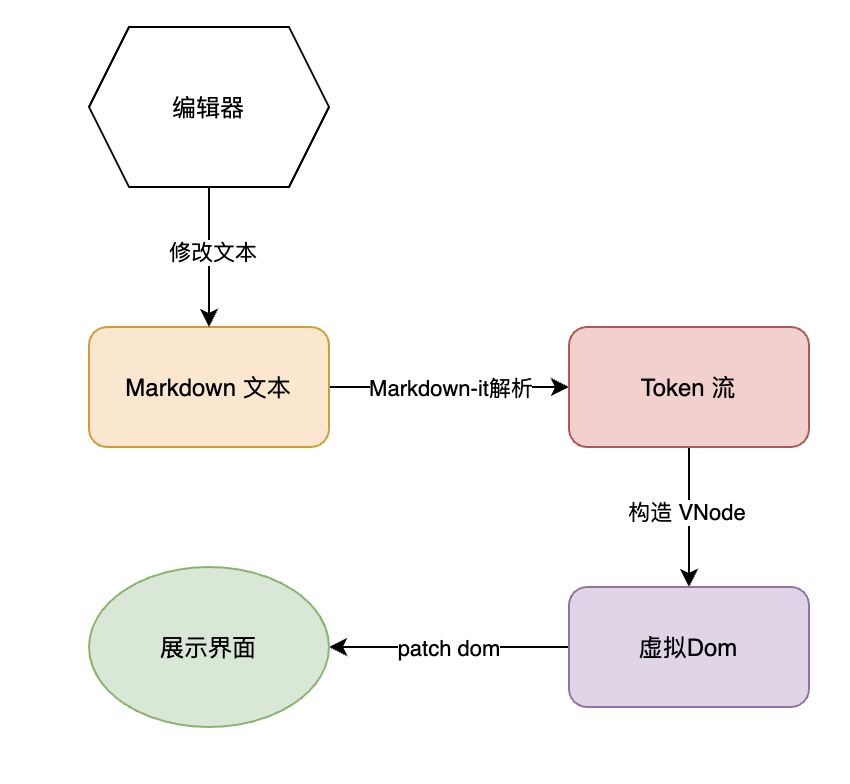 编辑器
修改文本
Markdown 文本
Markdown-it解析
Token 流
构造 VNode
虚拟Dom
patch dom
展示界面